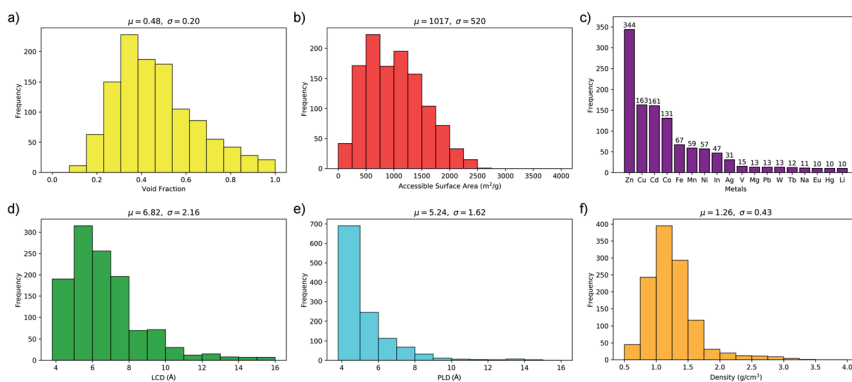 a)
μ = 0.48, σ = 0.20
Frequency
200
150
100
50
0
0.0 0.2 0.4 0.6 0.8 1.0
Void Fraction
b)
μ = 1017, σ = 520
Frequency
200
150
100
50
0
0 500 1000 1500 2000 2500 3000 3500 4000
Accessible Surface Area (m²/g)
c)
Frequency
350
300
250
200
150
100
50
0
344 163 161 131 67 59 57 47 31 15 13 13 13 12 11 10 10 10
Zn Cu Cd Co Fe Mn Ni In Ag V Mg Pb W Tb Na Eu Hg Li
Metals
d)
μ = 6.82, σ = 2.16
Frequency
300
250
200
150
100
50
0
4 6 8 10 12 14 16
LCD (Å)
e)
μ = 5.24, σ = 1.62
Frequency
700
600
500
400
300
200
100
0
4 6 8 10 12 14 16
PLD (Å)
f)
μ = 1.26, σ = 0.43
Frequency
400
350
300
250
200
150
100
50
0
0.5 1.0 1.5 2.0 2.5 3.0 3.5 4.0
Density (g/cm³)